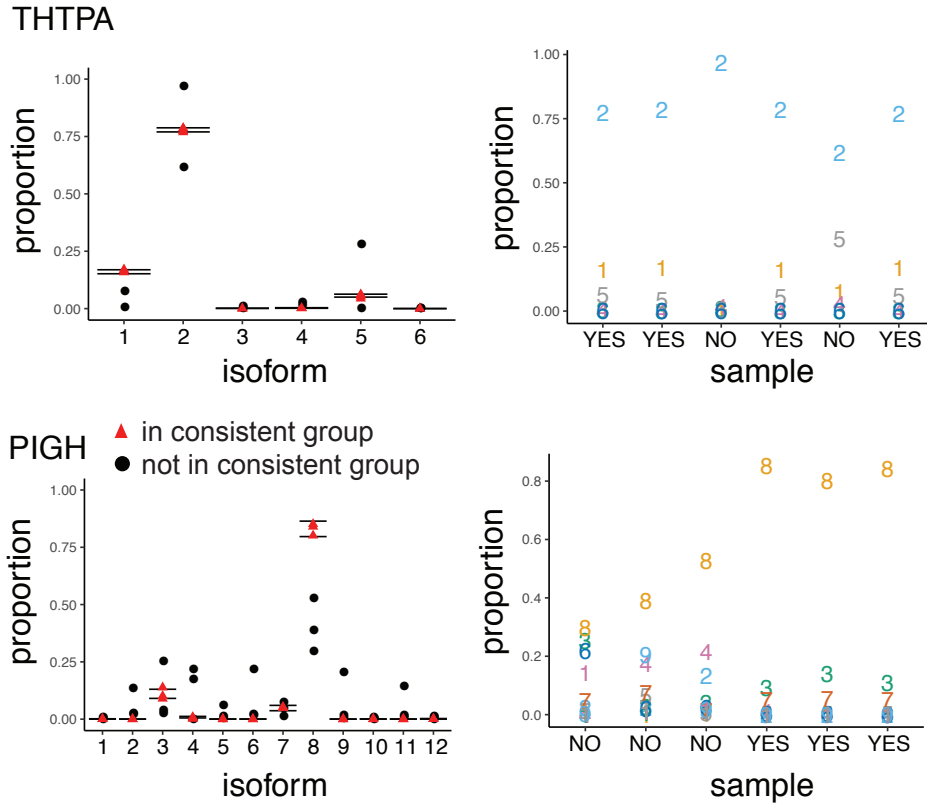 THTPA
proportion
1.00
0.75
0.50
0.25
0.00
1 2 3 4 5 6
isoform
proportion
1.00
0.75
0.50
0.25
0.00
2 2 2 2 2 2
5
1 1 1 1 1
5 5 5 5
YES YES NO YES NO YES
sample
PIGH
in consistent group
not in consistent group
proportion
1.00
0.75
0.50
0.25
0.00
1 2 3 4 5 6 7 8 9 10 11 12
isoform
proportion
0.8
0.6
0.4
0.2
0.0
8 8 8 8 8 8
3 6 9 4 4 2
1 3 3 3
7 7 7 7 7
NO NO NO YES YES YES
sample